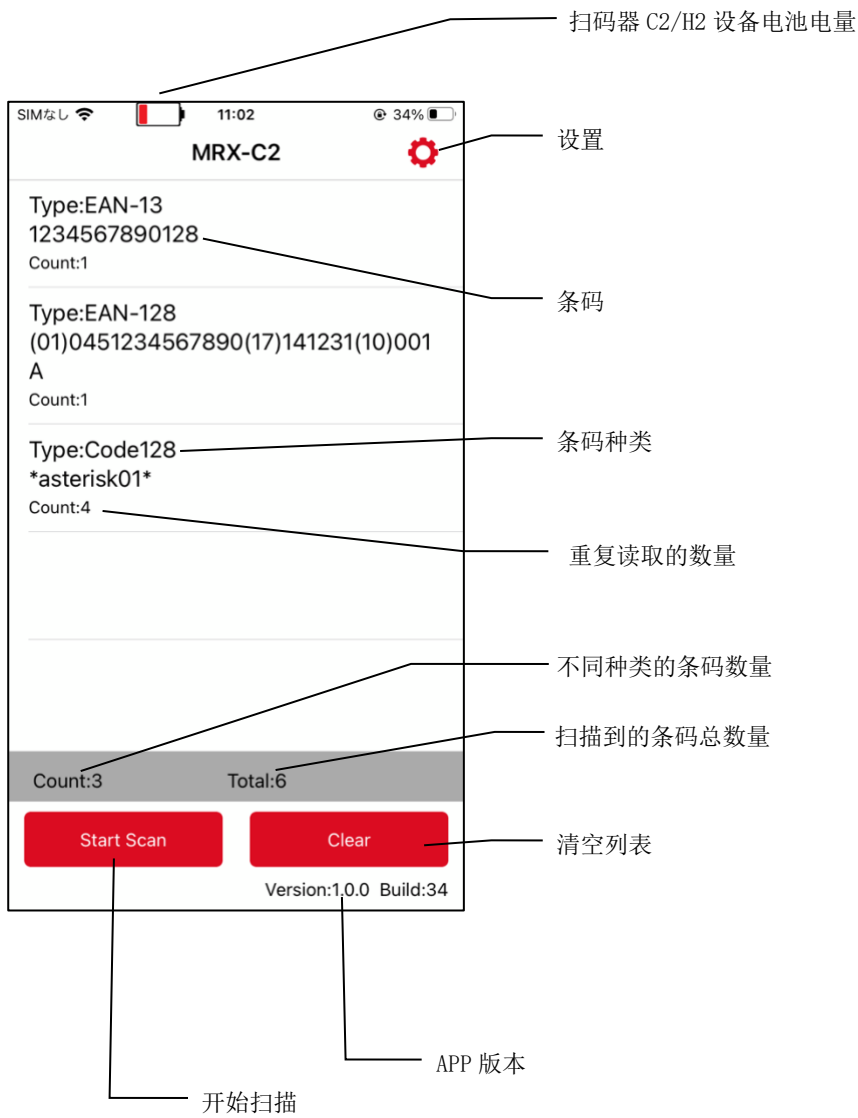 扫码器 C2/H2 设备电池电量
SIMなし 11:02 34%
MRX-C2
设置
Type:EAN-13
1234567890128
Count:1
条码
Type:EAN-128
(01)0451234567890(17)141231(10)001
A
Count:1
Type:Code128
条码种类
*asterisk01*
Count:4
重复读取的数量
不同种类的条码数量
扫描到的条码总数量
Count:3 Total:6
Start Scan Clear
清空列表
Version:1.0.0 Build:34
APP 版本
开始扫描